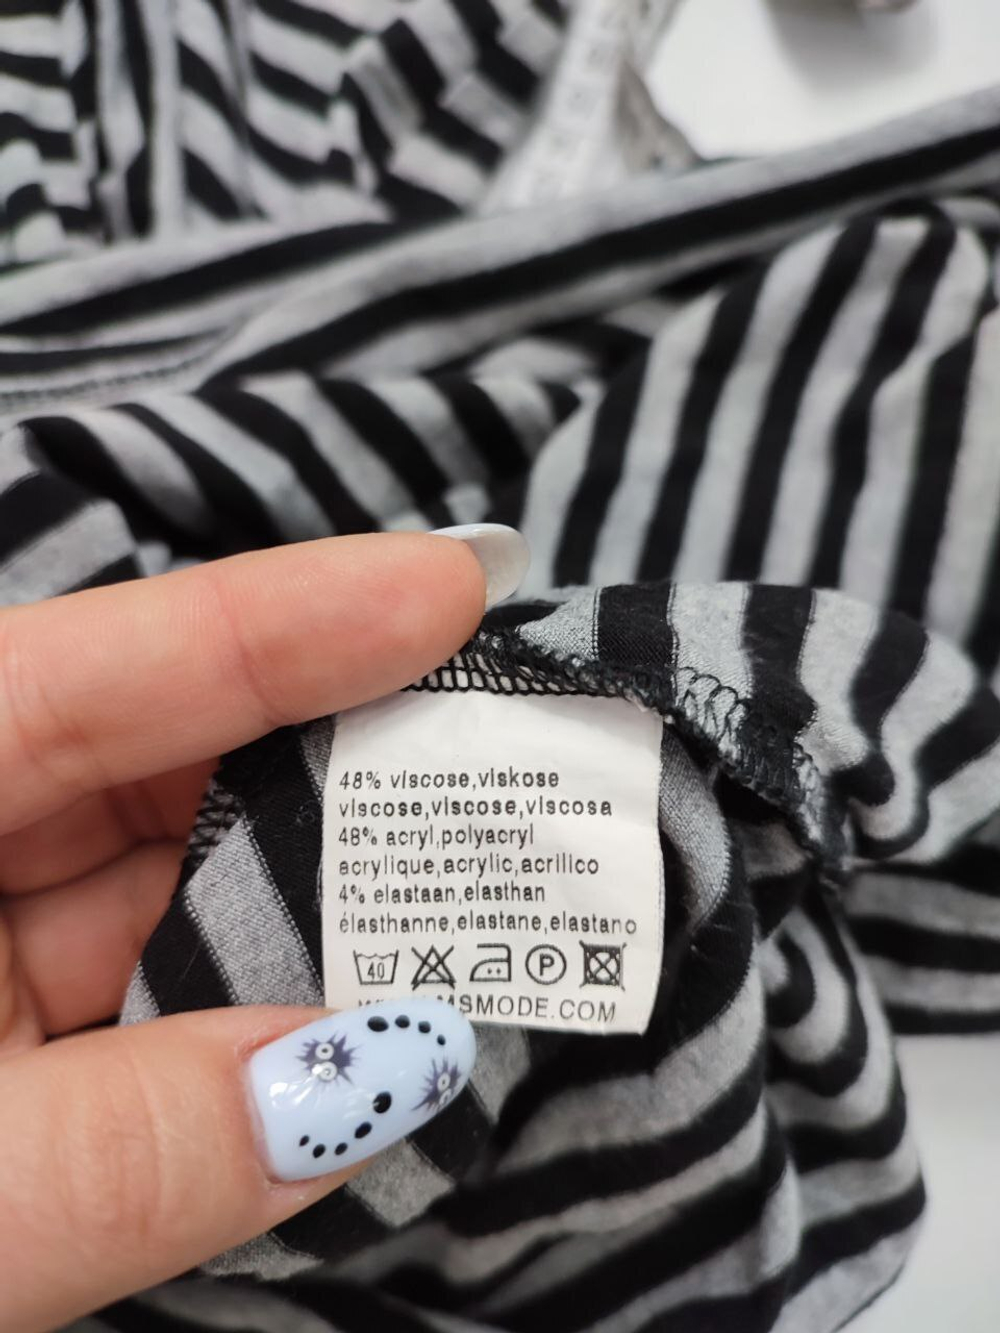 48% viscose,viskose
viscose,viscose,viscosa
48% acryl,polyacryl
acrylique,acrylic,acrilico
4% elastaan,elasthan
élasthanne,elastane,elastano
40 P
MSMODE.COM